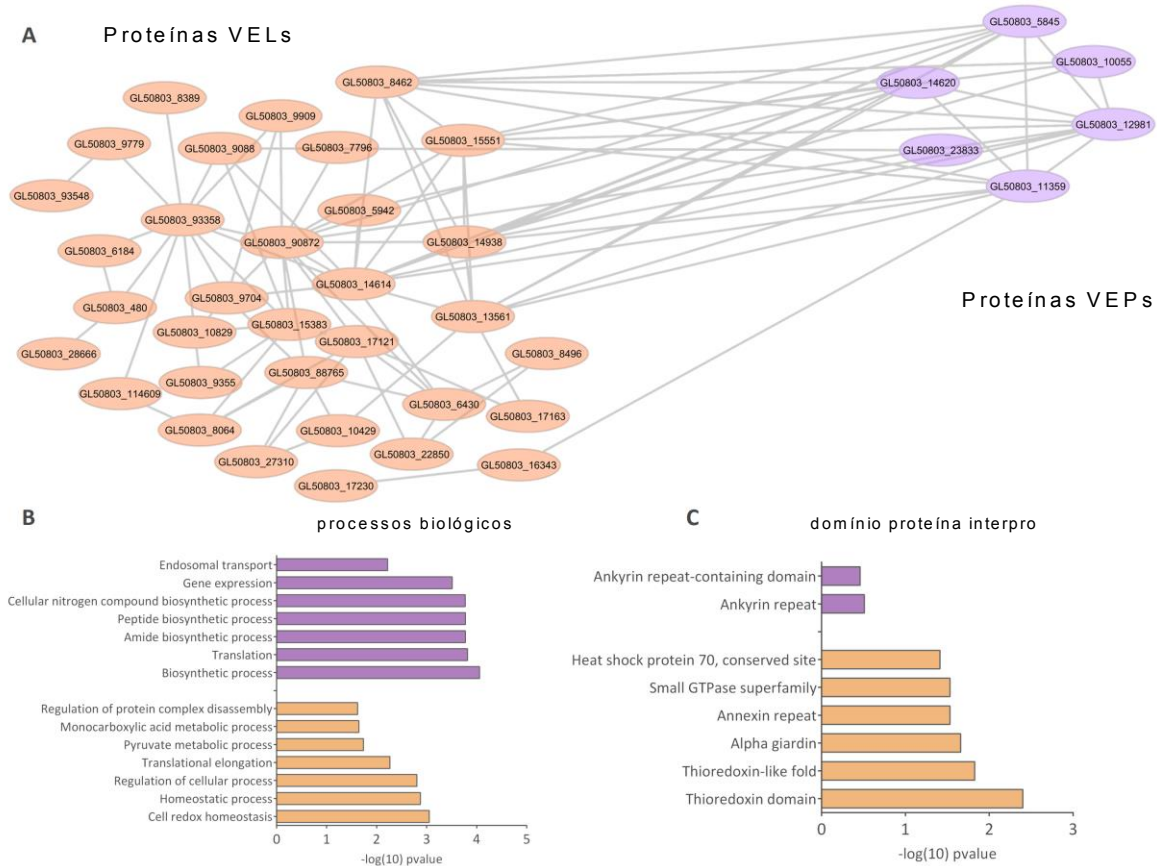 A
Proteínas VELs
GL50803_5845
GL50803_10055
GL50803_8462
GL50803_14620
GL50803_8389
GL50803_9909
GL50803_12981
GL50803_15551
GL50803_9779
GL50803_9088
GL50803_7796
GL50803_23833
GL50803_11359
GL50803_93548
GL50803_5942
GL50803_93358
GL50803_90872
GL50803_14938
GL50803_6184
GL50803_14614
GL50803_9704
Proteínas VEPs
GL50803_480
GL50803_13561
GL50803_15383
GL50803_10829
GL50803_17121
GL50803_28666
GL50803_8496
GL50803_88765
GL50803_9355
GL50803_114609
GL50803_6430
GL50803_17163
GL50803_8064
GL50803_10429
GL50803_22850
GL50803_27310
GL50803_16343
GL50803_17230
B
processos biológicos
Endosomal transport
Gene expression
Cellular nitrogen compound biosynthetic process
Peptide biosynthetic process
Amide biosynthetic process
Translation
Biosynthetic process
Regulation of protein complex disassembly
Monocarboxylic acid metabolic process
Pyruvate metabolic process
Translational elongation
Regulation of cellular process
Homeostatic process
Cell redox homeostasis
0 1 2 3 4 5
-log(10) pvalue
C
domínio proteína interpro
Ankyrin repeat-containing domain
Ankyrin repeat
Heat shock protein 70, conserved site
Small GTPase superfamily
Annexin repeat
Alpha giardin
Thioredoxin-like fold
Thioredoxin domain
0 1 2 3
-log(10) pvalue